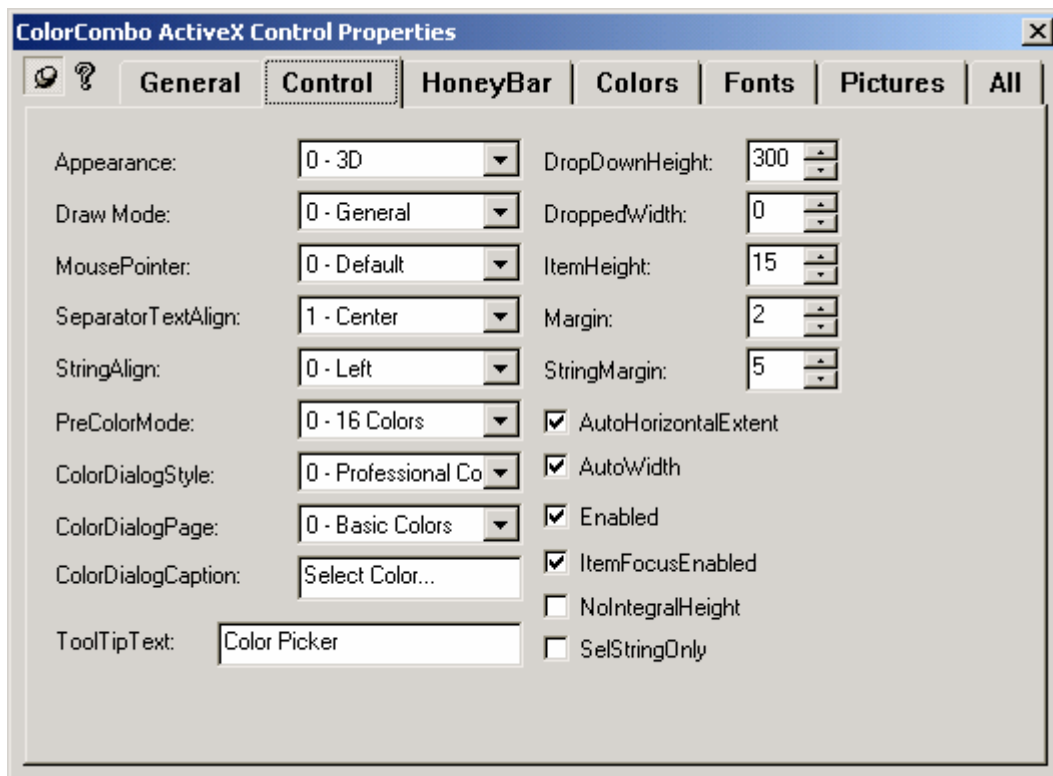 ColorCombo ActiveX Control Properties
General Control HoneyBar Colors Fonts Pictures All
Appearance: 0 - 3D DropDownHeight: 300
Draw Mode: 0 - General DroppedWidth: 0
MousePointer: 0 - Default ItemHeight: 15
SeparatorTextAlign: 1 - Center Margin: 2
StringAlign: 0 - Left StringMargin: 5
PreColorMode: 0 - 16 Colors AutoHorizontalExtent
ColorDialogStyle: 0 - Professional Co AutoWidth
ColorDialogPage: 0 - Basic Colors Enabled
ColorDialogCaption: Select Color... ItemFocusEnabled
NoIntegralHeight
ToolTipText: Color Picker SelStringOnly